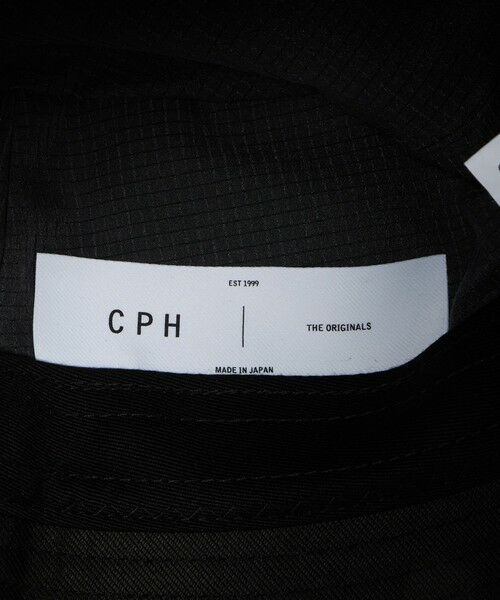 EST 1999
CPH
THE ORIGINALS
MADE IN JAPAN